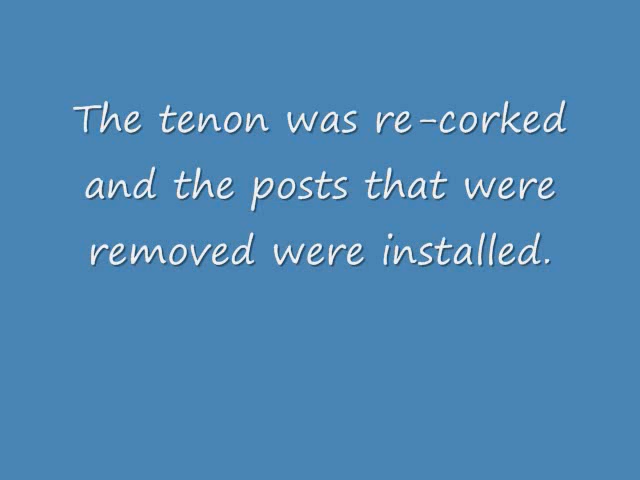 The tenon was re-corked
and the posts that were
removed were installed.